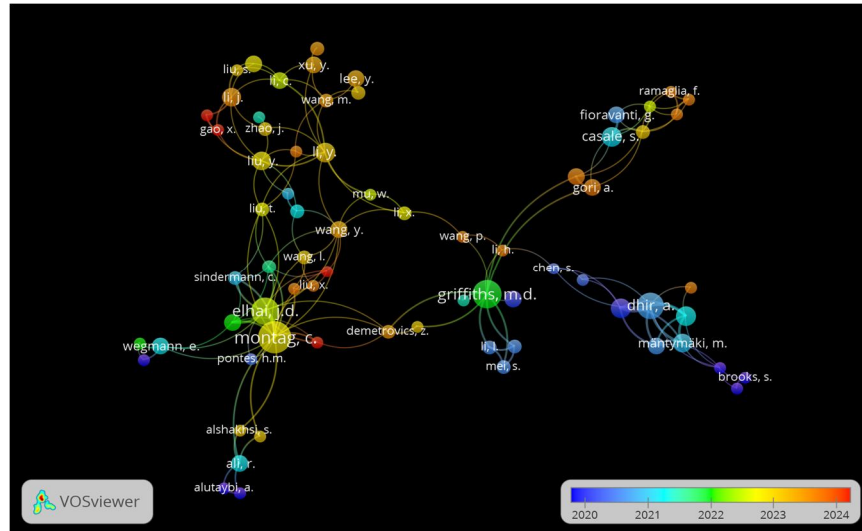 liu, s.
li, c.
xu, y.
lee, y.
li, j.
wang, m.
gao, x.
zhao, j.
liu, y.
li, y.
ramaglia, f.
fioravanti, g.
casale, s.
gori, a.
mu, w.
liu, t.
li, x.
wang, y.
wang, p.
li, h.
wang, l.
chen, s.
sindermann, c.
liu, x.
griffiths, m.d.
dhir, a.
elhai, j.d.
montag, c.
demetrovics, z.
wegmann, e.
pontes, h.m.
li, l.
mei, s.
mäntymäki, m.
brooks, s.
alshakhsi, s.
ali, r.
alutaybi, a.
VOSviewer
2020 2021 2022 2023 2024